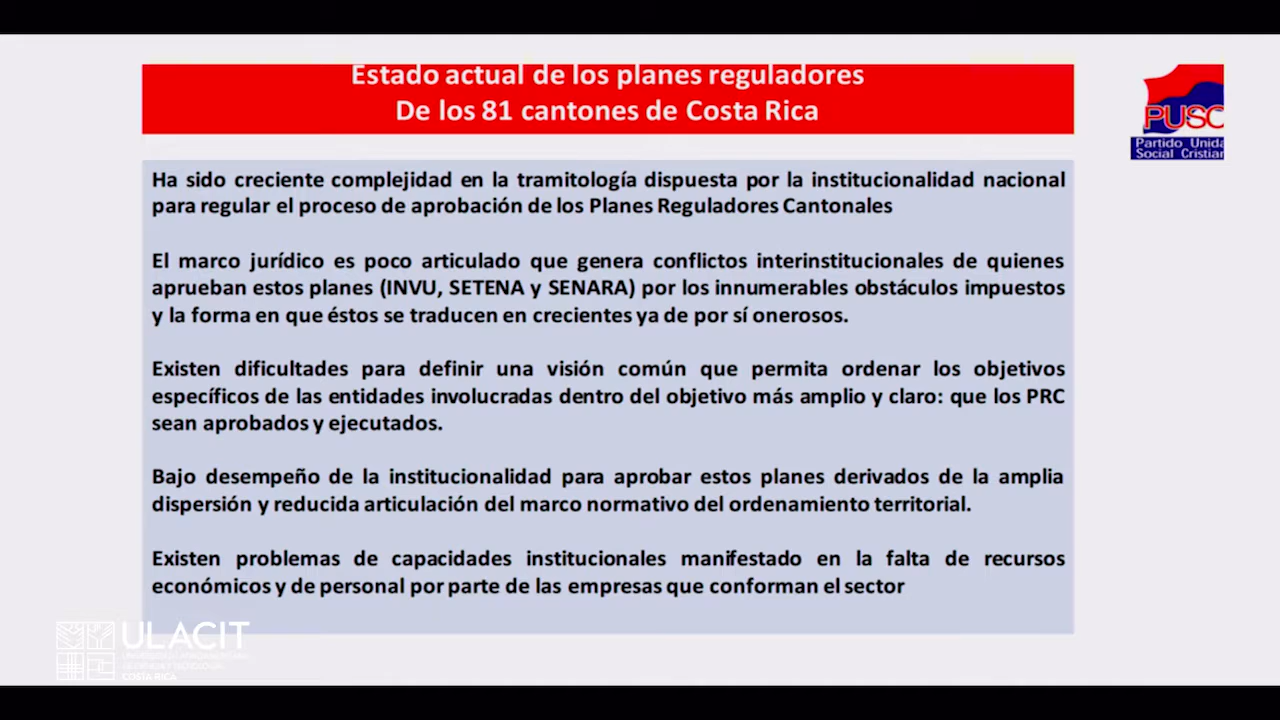 Estado actual de los planes reguladores
De los 81 cantones de Costa Rica
PUSC
Partido Unida
Social Cristian
Ha sido creciente complejidad en la tramitología dispuesta por la institucionalidad nacional
para regular el proceso de aprobación de los Planes Reguladores Cantonales
El marco jurídico es poco articulado que genera conflictos interinstitucionales de quienes
aprueban estos planes (INVU, SETENA y SENARA) por los innumerables obstáculos impuestos
y la forma en que éstos se traducen en crecientes ya de por sí onerosos.
Existen dificultades para definir una visión común que permita ordenar los objetivos
específicos de las entidades involucradas dentro del objetivo más amplio y claro: que los PRC
sean aprobados y ejecutados.
Bajo desempeño de la institucionalidad para aprobar estos planes derivados de la amplia
dispersión y reducida articulación del marco normativo del ordenamiento territorial.
Existen problemas de capacidades institucionales manifestado en la falta de recursos
económicos y de personal por parte de las empresas que conforman el sector
ULACIT
COSTA RICA